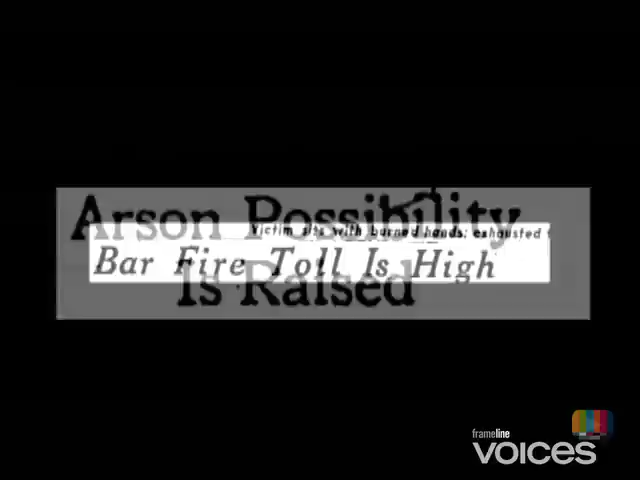 Arson Possibility
Victim sits with burned hands; exhausted
Bar Fire Toll Is High
Is Raised
frameline
VOICES